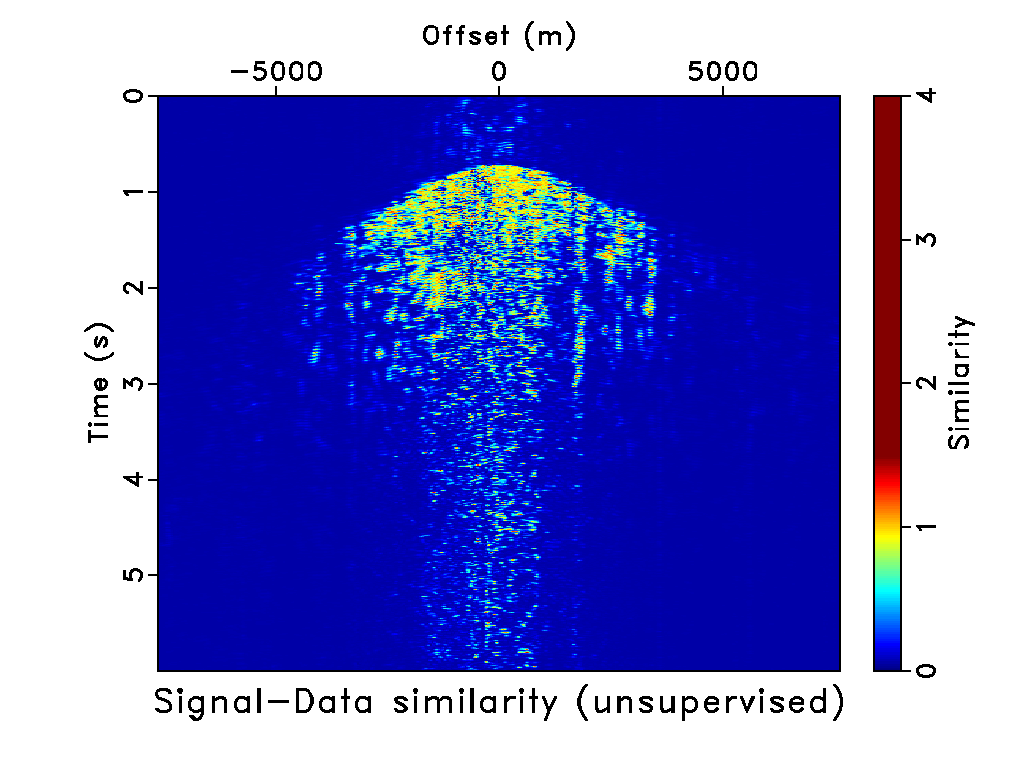 Offset (m)
−5000 0 5000
0
1
2
3
4
5
Time (s)
4
3
2
1
0
Similarity
Signal−Data similarity (unsupervised)